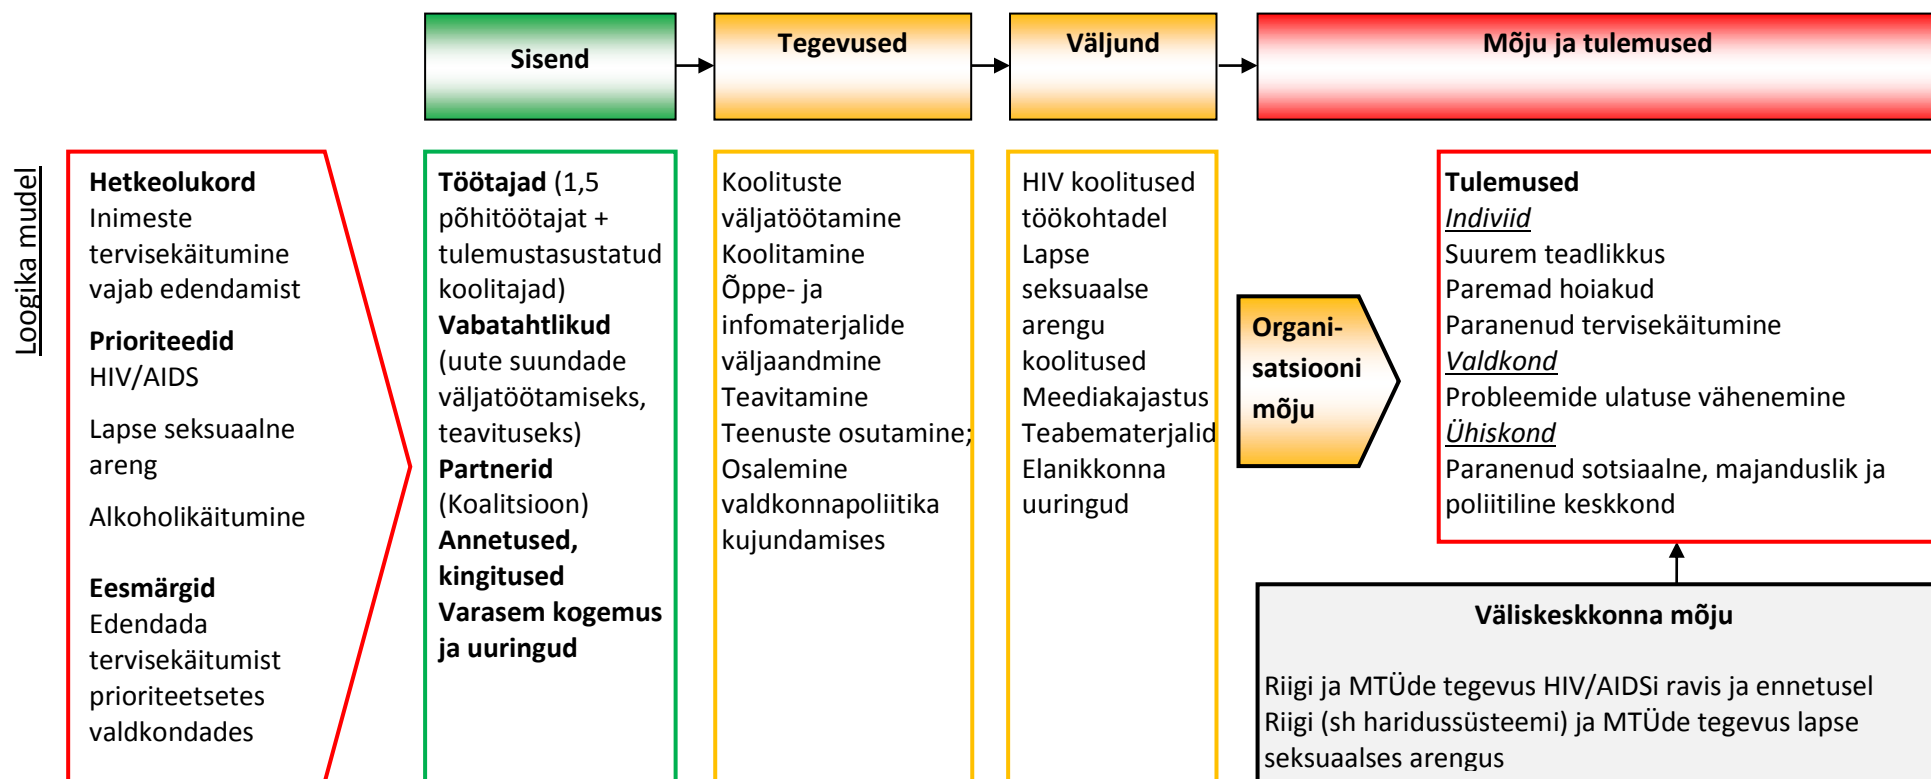 Sisend
Tegevused
Väljund
Mõju ja tulemused
Loogika mudel
Hetkeolukord
Inimeste
tervisekäitumine
vajab edendamist
Prioriteedid
HIV/AIDS
Lapse seksuaalne
areng
Alkoholikäitumine
Eesmärgid
Edendada
tervisekäitumist
prioriteetsetes
valdkondades
Töötajad (1,5
põhitöötajat +
tulemustasustatud
koolitajad)
Vabatahtlikud
(uute suundade
väljatöötamiseks,
teavituseks)
Partnerid
(Koalitsioon)
Annetused,
kingitused
Varasem kogemus
ja uuringud
Koolituste
väljatöötamine
Koolitamine
Õppe- ja
infomaterjalide
väljaandmine
Teavitamine
Teenuste osutamine;
Osalemine
valdkonnapoliitika
kujundamises
HIV koolitused
töökohtadel
Lapse
seksuaalse
arengu
koolitused
Meediakajastus
Teabematerjalid
Elanikkonna
uuringud
Organi-
satsiooni
mõju
Tulemused
Indiviid
Suurem teadlikkus
Paremad hoiakud
Paranenud tervisekäitumine
Valdkond
Probleemide ulatuse vähenemine
Ühiskond
Paranenud sotsiaalne, majanduslik ja
poliitiline keskkond
Väliskeskkonna mõju
Riigi ja MTÜde tegevus HIV/AIDSi ravis ja ennetusel
Riigi (sh haridussüsteemi) ja MTÜde tegevus lapse
seksuaalses arengus